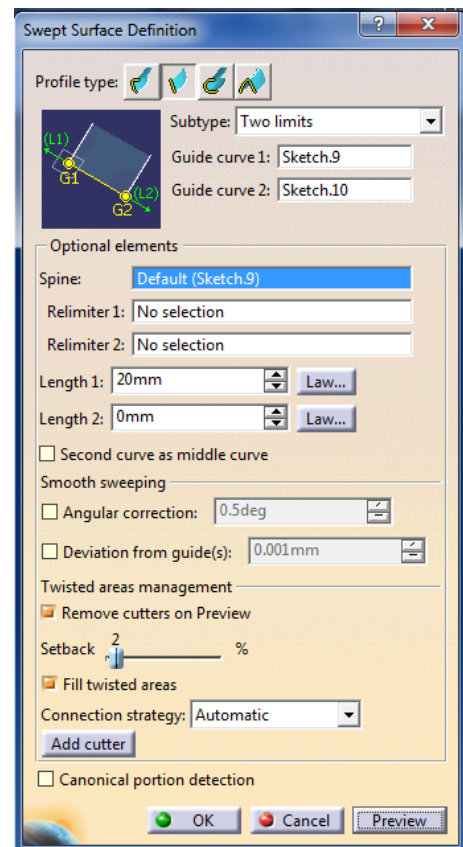 Swept Surface Definition
?
X
Profile type:
Subtype: Two limits
(L1)
G1
(L2)
G2
Guide curve 1: Sketch.9
Guide curve 2: Sketch.10
Optional elements
Spine: Default (Sketch.9)
Relimiter 1: No selection
Relimiter 2: No selection
Length 1: 20mm Law...
Length 2: 0mm Law...
Second curve as middle curve
Smooth sweeping
Angular correction: 0.5deg
Deviation from guide(s): 0.001mm
Twisted areas management
Remove cutters on Preview
Setback 2 %
Fill twisted areas
Connection strategy: Automatic
Add cutter
Canonical portion detection
OK Cancel Preview